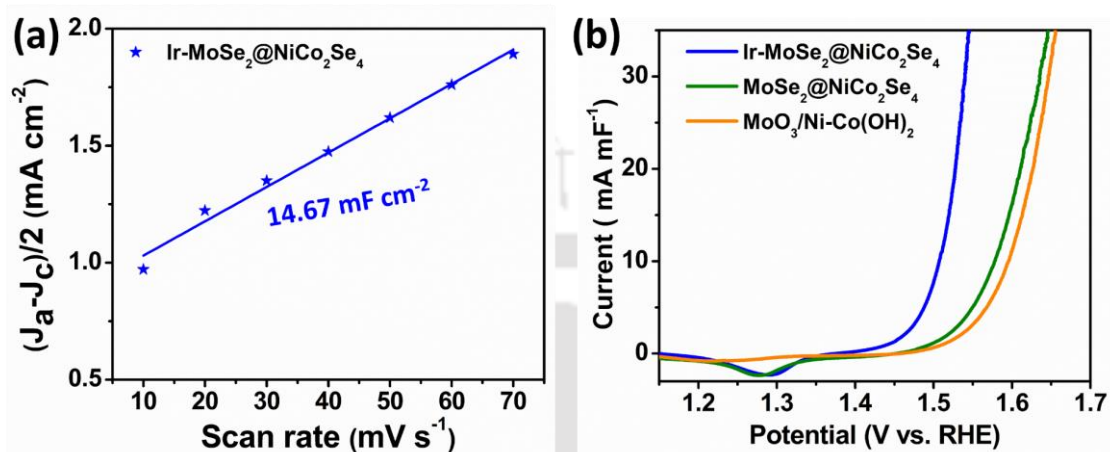 (a)
Ir-MoSe₂@NiCo₂Se₄
14.67 mF cm⁻²
(Jₐ-J_C)/2 (mA cm⁻²)
2.0
1.5
1.0
0.5
10 20 30 40 50 60 70
Scan rate (mV s⁻¹)
(b)
Ir-MoSe₂@NiCo₂Se₄
MoSe₂@NiCo₂Se₄
MoO₃/Ni-Co(OH)₂
Current ( mA mF⁻¹)
30
20
10
0
1.2 1.3 1.4 1.5 1.6 1.7
Potential (V vs. RHE)